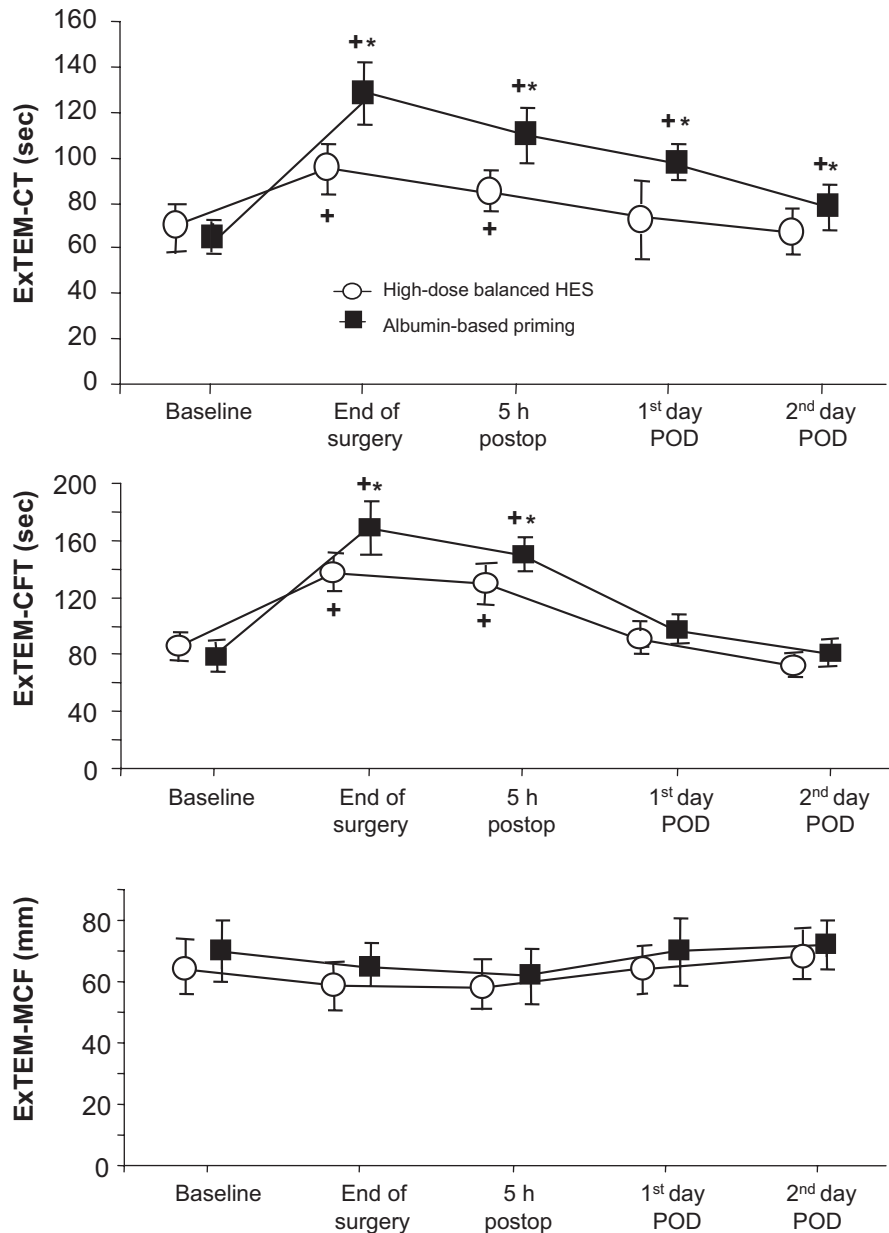 ExTEM-CT (sec)
160
140
120
100
80
60
40
20
0
+* +* +* +*
+ +
High-dose balanced HES
Albumin-based priming
Baseline End of 5 h 1st day 2nd day
surgery postop POD POD
ExTEM-CFT (sec)
200
160
120
80
40
0
+* +*
+ +
Baseline End of 5 h 1st day 2nd day
surgery postop POD POD
ExTEM-MCF (mm)
80
60
40
20
0
Baseline End of 5 h 1st day 2nd day
surgery postop POD POD